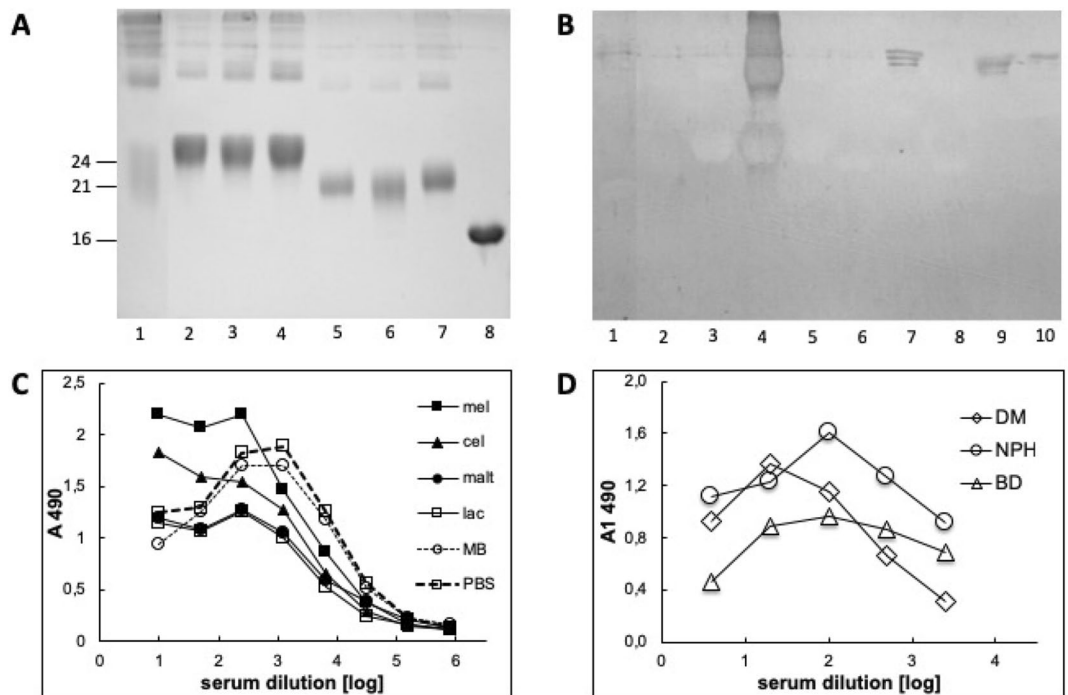 A
24
21
16
1 2 3 4 5 6 7 8
B
1 2 3 4 5 6 7 8 9 10
C
2,5
2
1,5
1
0,5
0
A 490
0 1 2 3 4 5 6
serum dilution [log]
mel
cel
malt
lac
MB
PBS
D
2,0
1,6
1,2
0,8
0,4
0,0
A1 490
0 1 2 3 4
serum dilution [log]
DM
NPH
BD